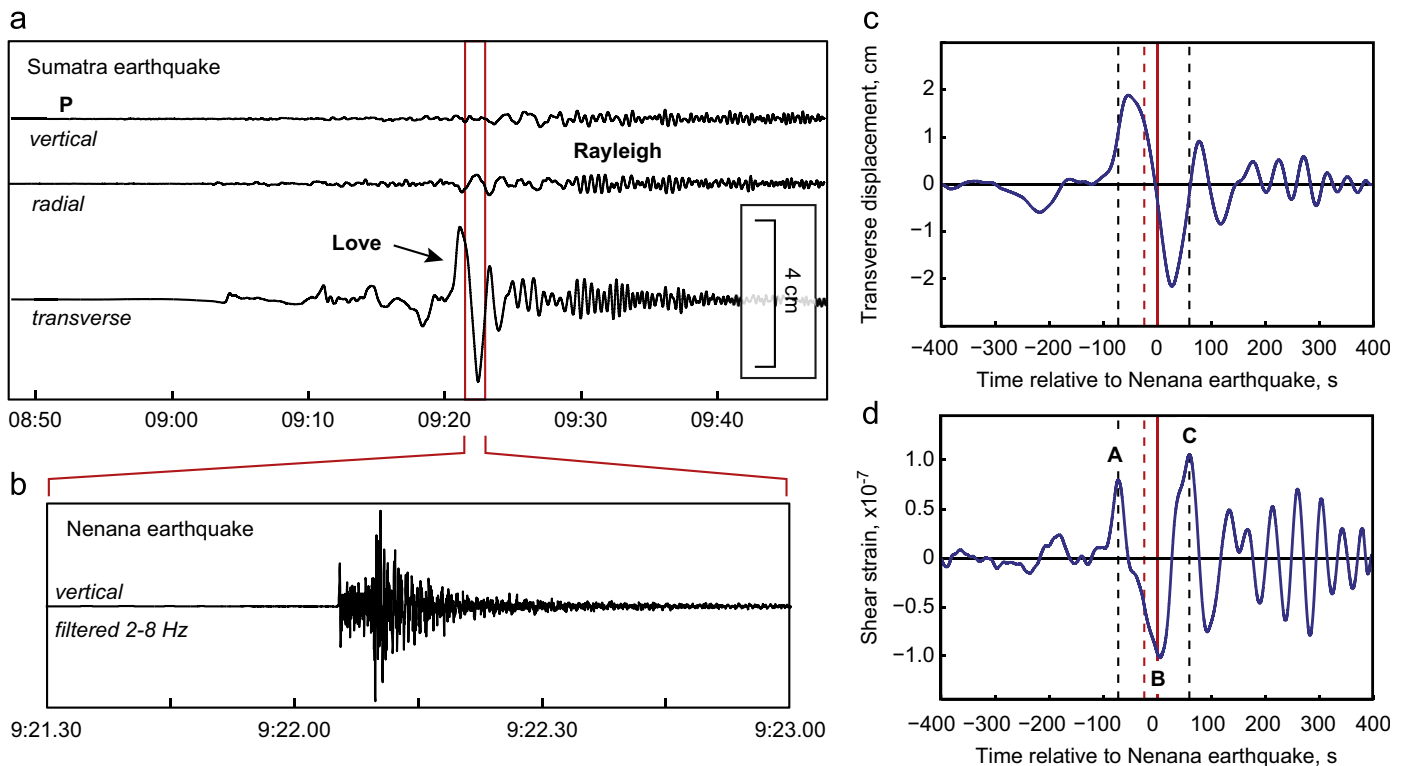 a
Sumatra earthquake
P
vertical
Rayleigh
radial
Love
4 cm
transverse
08:50 09:00 09:10 09:20 09:30 09:40
b
Nenana earthquake
vertical
filtered 2-8 Hz
9:21.30 9:22.00 9:22.30 9:23.00
c
Transverse displacement, cm
2
1
0
−1
−2
−400 −300 −200 −100 0 100 200 300 400
Time relative to Nenana earthquake, s
d
Shear strain, x10⁻⁷
A
C
1.0
0.5
0
−0.5
−1.0
B
−400 −300 −200 −100 0 100 200 300 400
Time relative to Nenana earthquake, s